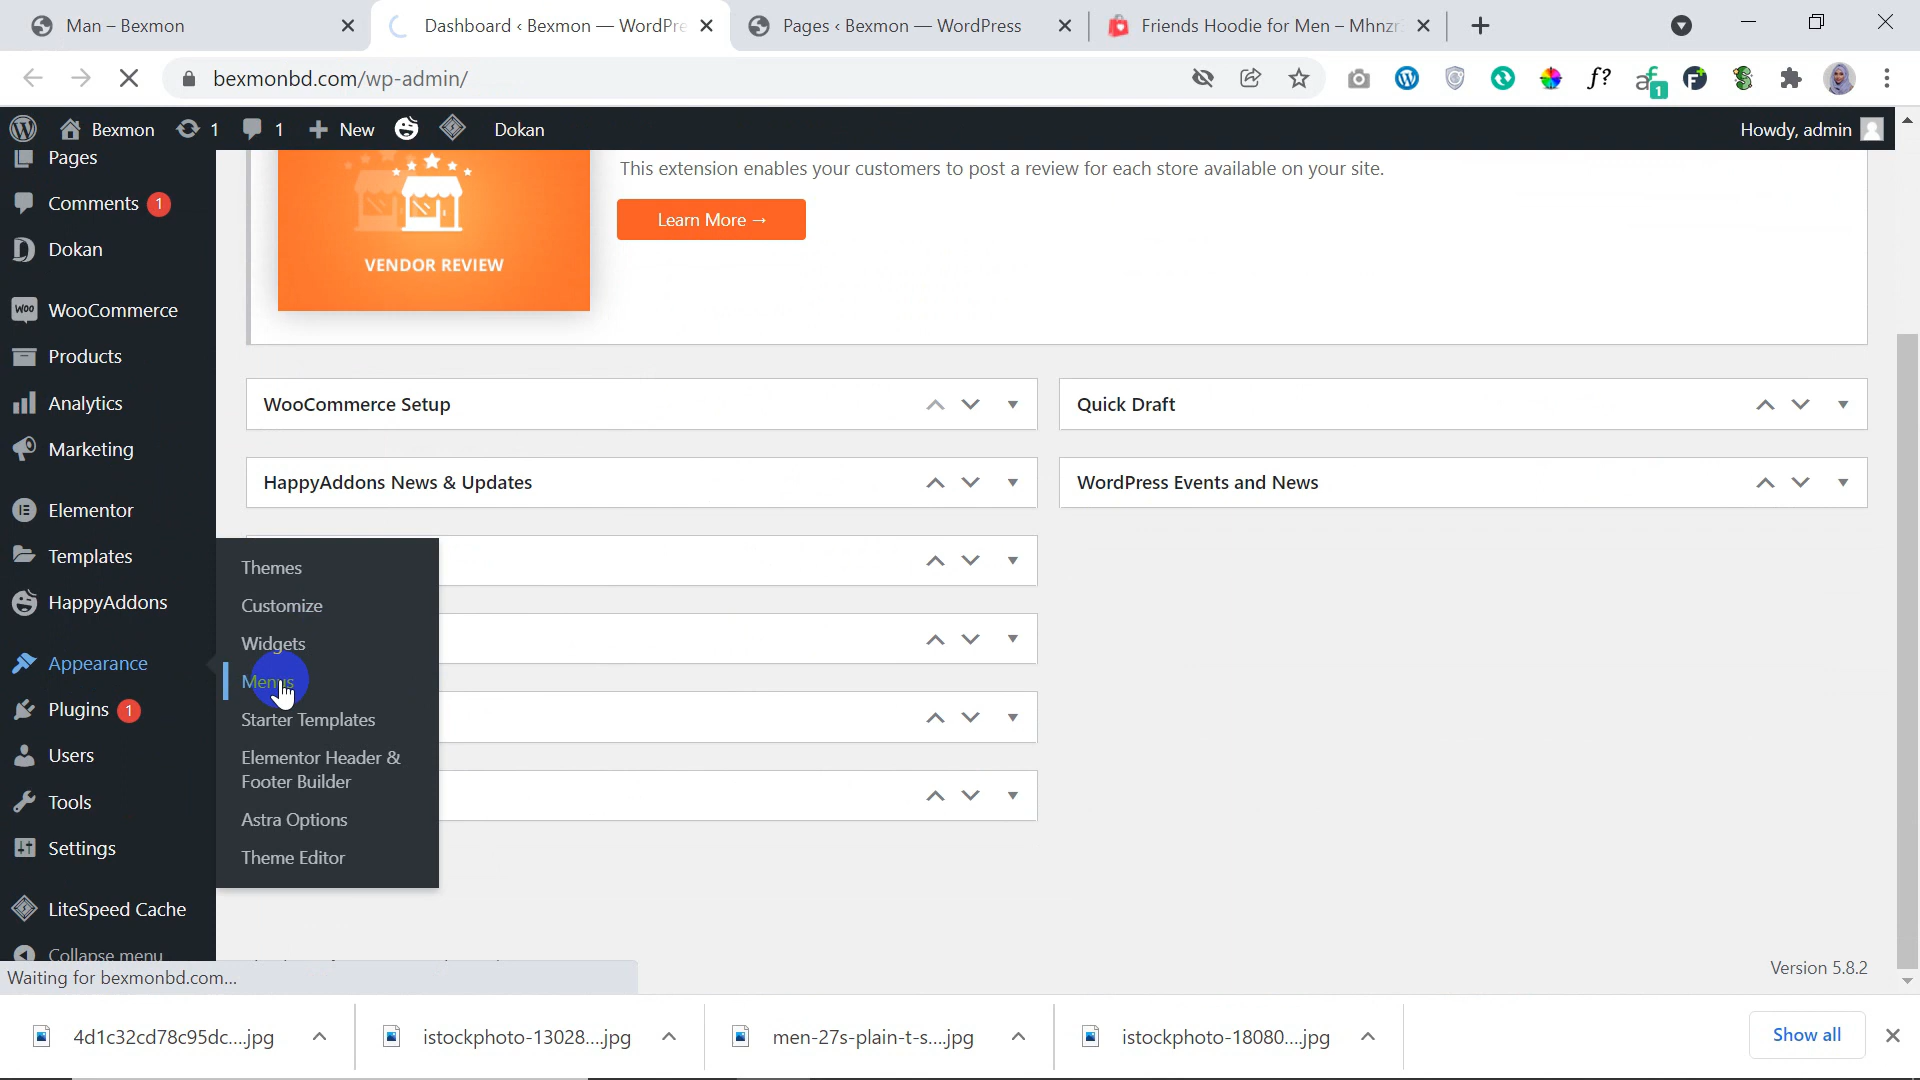 Man – Bexmon
Dashboard ‹ Bexmon — WordPre
Pages ‹ Bexmon — WordPress
Friends Hoodie for Men – Mhnzr
bexmonbd.com/wp-admin/
f?
1
Bexmon
1
1
New
Dokan
Howdy, admin
Pages
Comments 1
Dokan
WooCommerce
Products
Analytics
Marketing
Elementor
Templates
HappyAddons
Appearance
Plugins 1
Users
Tools
Settings
LiteSpeed Cache
Collapse menu
Themes
Customize
Widgets
Menus
Starter Templates
Elementor Header &
Footer Builder
Astra Options
Theme Editor
VENDOR REVIEW
This extension enables your customers to post a review for each store available on your site.
Learn More →
WooCommerce Setup
Quick Draft
HappyAddons News & Updates
WordPress Events and News
Version 5.8.2
Waiting for bexmonbd.com...
4d1c32cd78c95dc....jpg
istockphoto-13028....jpg
men-27s-plain-t-s....jpg
istockphoto-18080....jpg
Show all